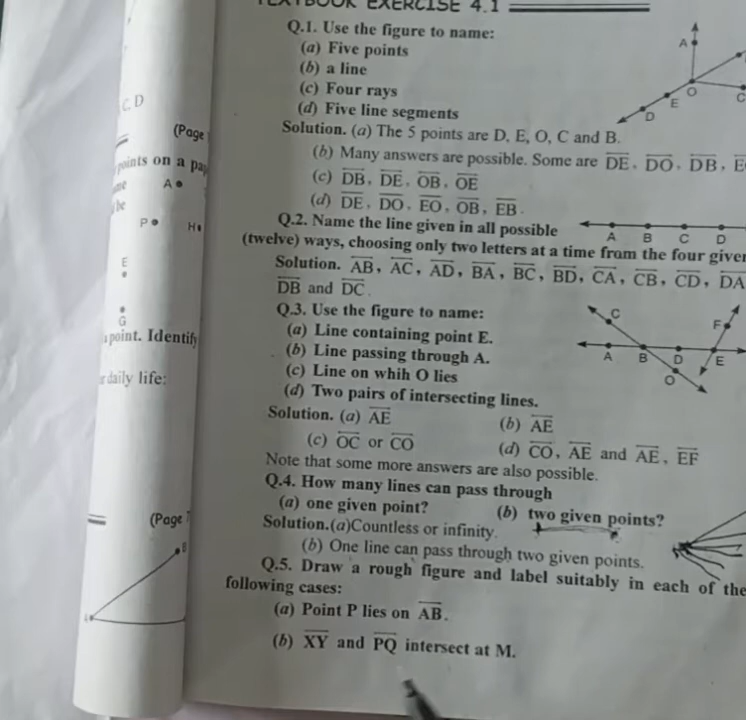 TEXTBOOK EXERCISE 4.1
Q.1. Use the figure to name:
(a) Five points
(b) a line
(c) Four rays
(d) Five line segments
A
O
E
D
C
Solution. (a) The 5 points are D, E, O, C and B.
(b) Many answers are possible. Some are DE, DO, DB, E
(c) DB, DE, OB, OE
(d) DE, DO, EO, OB, EB.
Q.2. Name the line given in all possible
(twelve) ways, choosing only two letters at a time from the four given
A B C D
Solution. AB, AC, AD, BA, BC, BD, CA, CB, CD, DA
DB and DC.
Q.3. Use the figure to name:
(a) Line containing point E.
(b) Line passing through A.
(c) Line on whih O lies
(d) Two pairs of intersecting lines.
C
F
A B D E
O
Solution. (a) AE
(b) AE
(c) OC or CO
(d) CO, AE and AE, EF
Note that some more answers are also possible.
Q.4. How many lines can pass through
(a) one given point?
(b) two given points?
Solution.(a)Countless or infinity.
(b) One line can pass through two given points.
Q.5. Draw a rough figure and label suitably in each of the
following cases:
(a) Point P lies on AB.
(b) XY and PQ intersect at M.
C, D
(Page
points on a pap
A
be
P H
E
G
point. Identify
daily life:
(Page 7
B